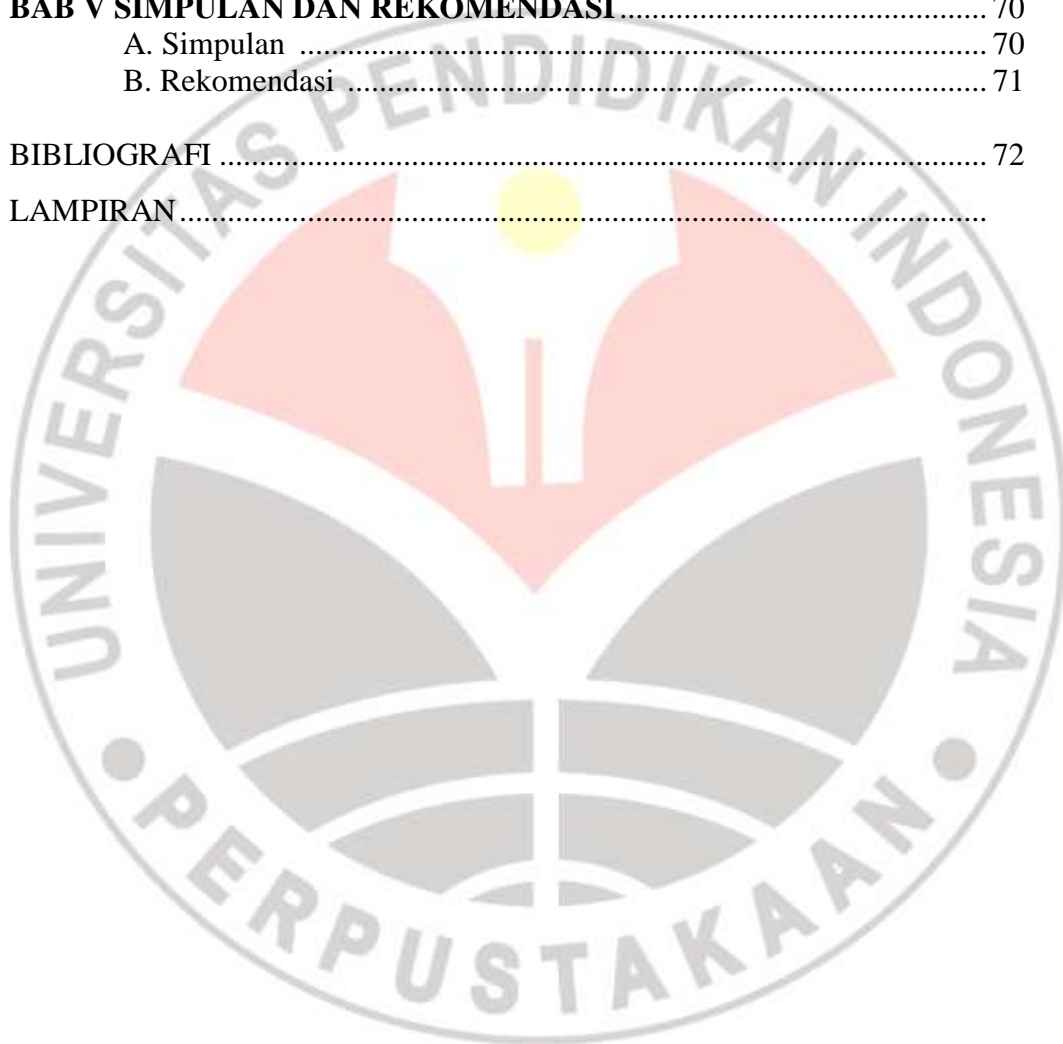 BAB V SIMPULAN DAN REKOMENDASI ........................................... 70
A. Simpulan ........................................................................... 70
B. Rekomendasi ...................................................................... 71
BIBLIOGRAFI .................................................................................... 72
LAMPIRAN.........................................................................................
UNIVERSITAS PENDIDIKAN INDONESIA
PERPUSTAKAAN